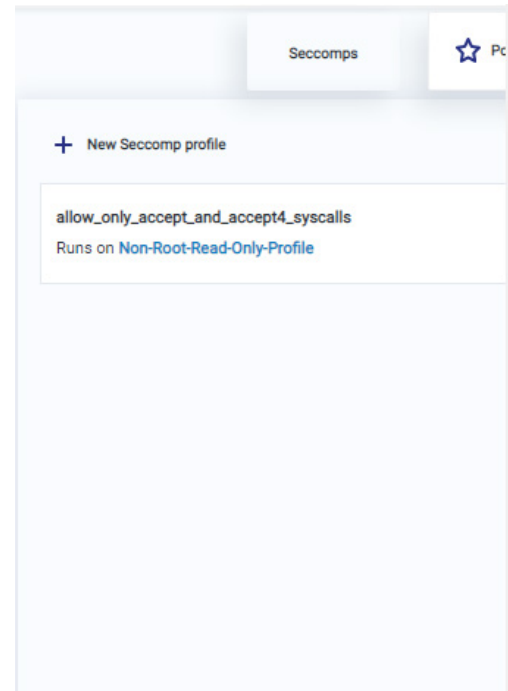 Seccomps
New Seccomp profile
allow_only_accept_and_accept4_syscalls
Runs on Non-Root-Read-Only-Profile